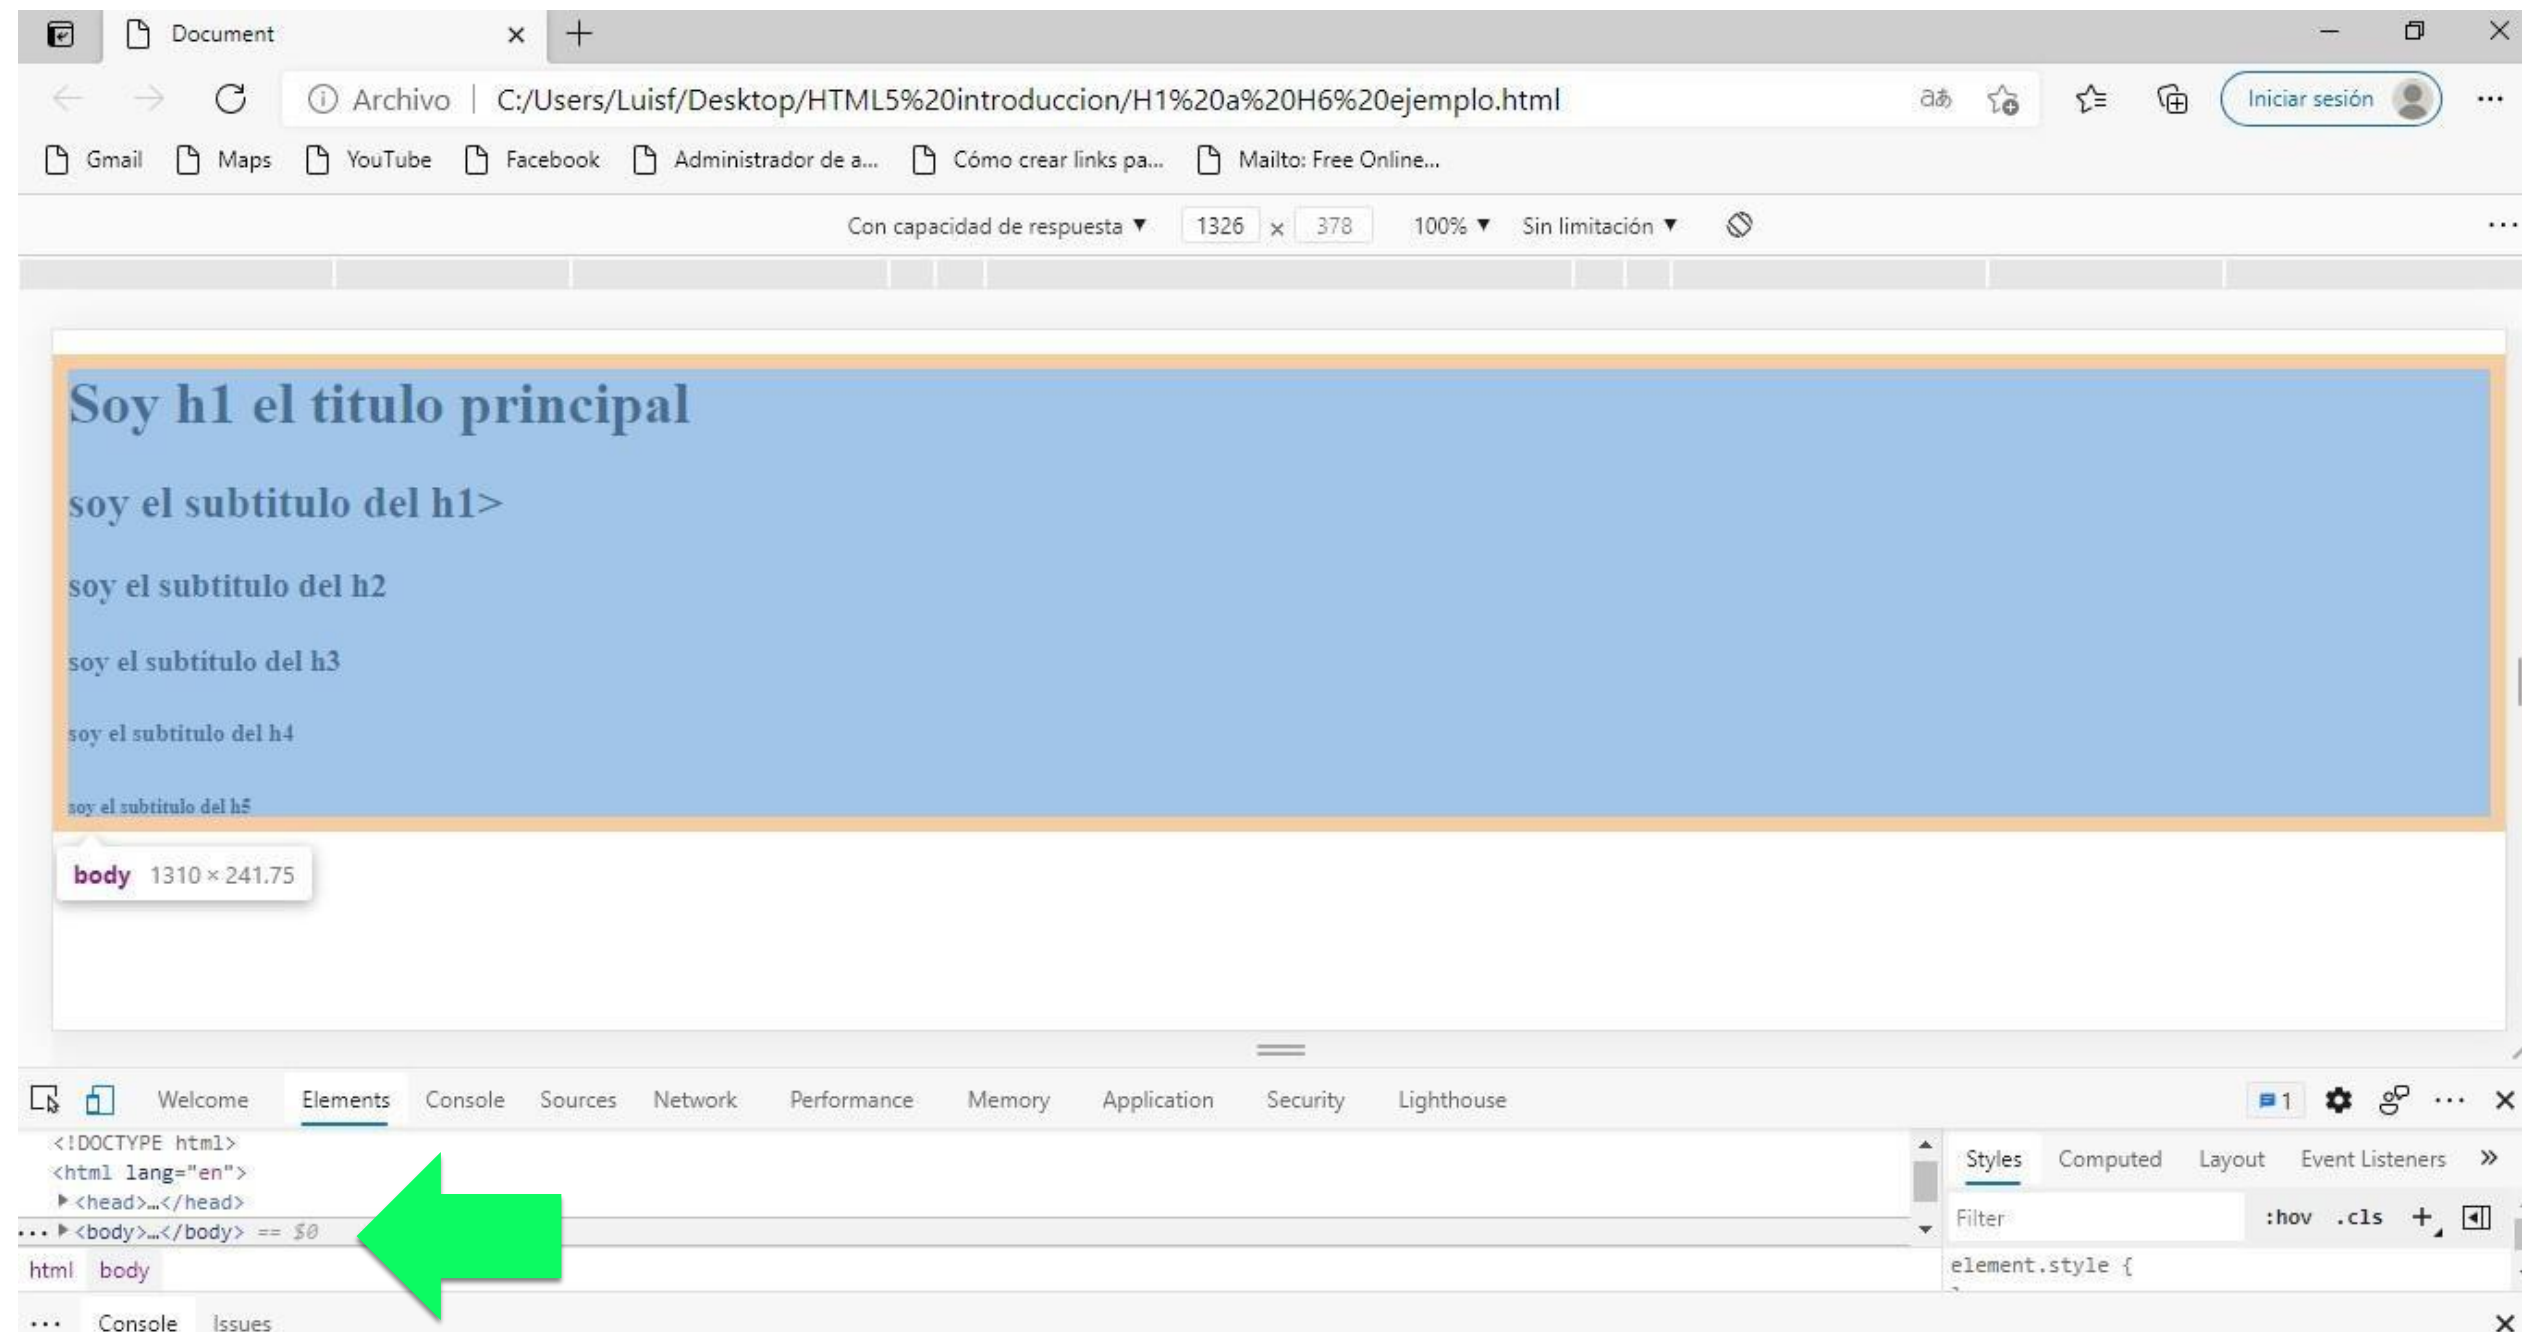 Document
Archivo | C:/Users/Luisf/Desktop/HTML5%20introduccion/H1%20a%20H6%20ejemplo.html aあ Iniciar sesión ...
Gmail Maps YouTube Facebook Administrador de a... Cómo crear links pa... Mailto: Free Online...
Con capacidad de respuesta ▼ 1326 × 378 100% ▼ Sin limitación ▼ ...
Soy h1 el titulo principal
soy el subtitulo del h1>
soy el subtitulo del h2
soy el subtitulo del h3
soy el subtitulo del h4
soy el subtitulo del h5
body 1310 × 241.75
Welcome Elements Console Sources Network Performance Memory Application Security Lighthouse 1 ...
<!DOCTYPE html>
<html lang="en">
<head>…</head>
... <body>…</body> == $0
html body
Styles Computed Layout Event Listeners »
Filter :hov .cls +
element.style {
... Console Issues